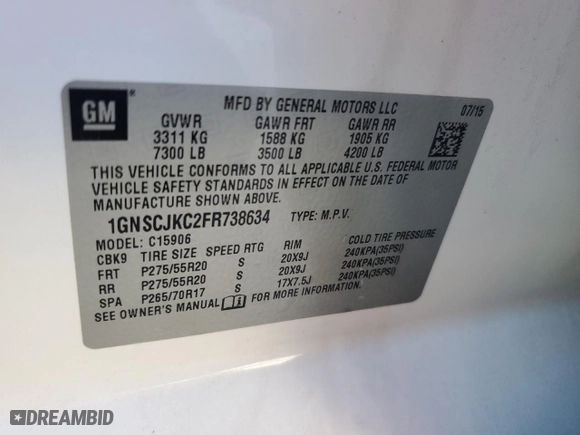 GM
MFD BY GENERAL MOTORS LLC 07/15
GVWR GAWR FRT GAWR RR
3311 KG 1588 KG 1905 KG
7300 LB 3500 LB 4200 LB
THIS VEHICLE CONFORMS TO ALL APPLICABLE U.S. FEDERAL MOTOR
VEHICLE SAFETY STANDARDS IN EFFECT ON THE DATE OF
MANUFACTURE SHOWN ABOVE.
1GNSCJKC2FR738634 TYPE: M.P.V.
MODEL: C15906
CBK9 TIRE SIZE SPEED RTG RIM COLD TIRE PRESSURE
FRT P275/55R20 S 20X9J 240KPA(35PSI)
RR P275/55R20 S 20X9J 240KPA(35PSI)
SPA P265/70R17 S 17X7.5J 240KPA(35PSI)
SEE OWNER'S MANUAL FOR MORE INFORMATION.
DREAMBID